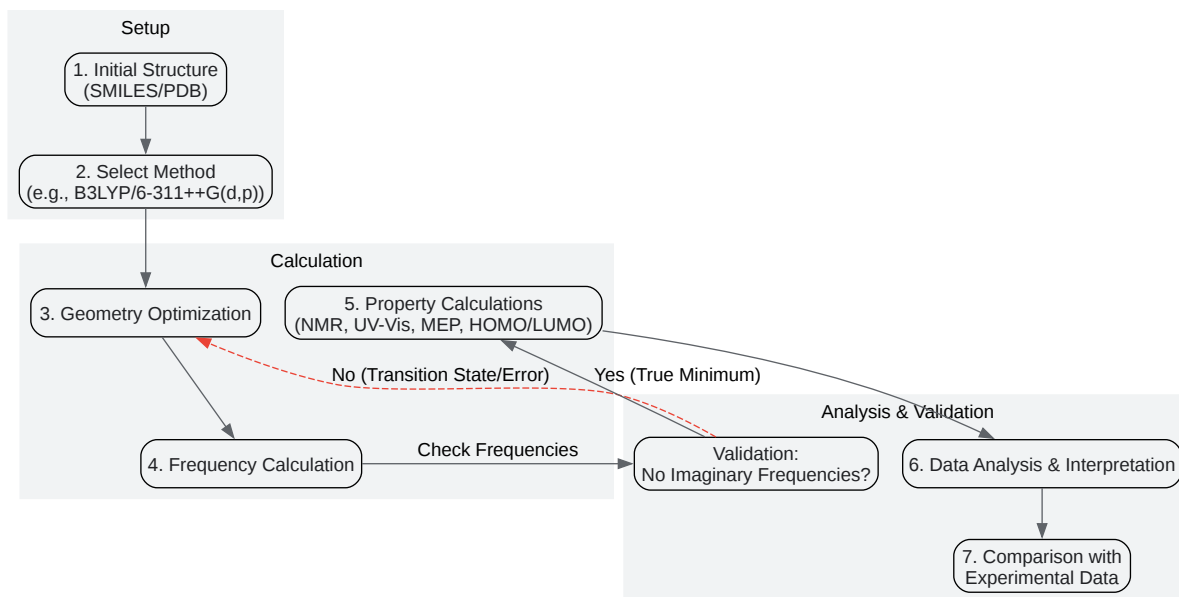 Setup
1. Initial Structure
(SMILES/PDB)
2. Select Method
(e.g., B3LYP/6-311++G(d,p))
Calculation
3. Geometry Optimization
5. Property Calculations
(NMR, UV-Vis, MEP, HOMO/LUMO)
No (Transition State/Error)
Yes (True Minimum)
Analysis & Validation
4. Frequency Calculation
Check Frequencies
Validation:
No Imaginary Frequencies?
6. Data Analysis & Interpretation
7. Comparison with
Experimental Data